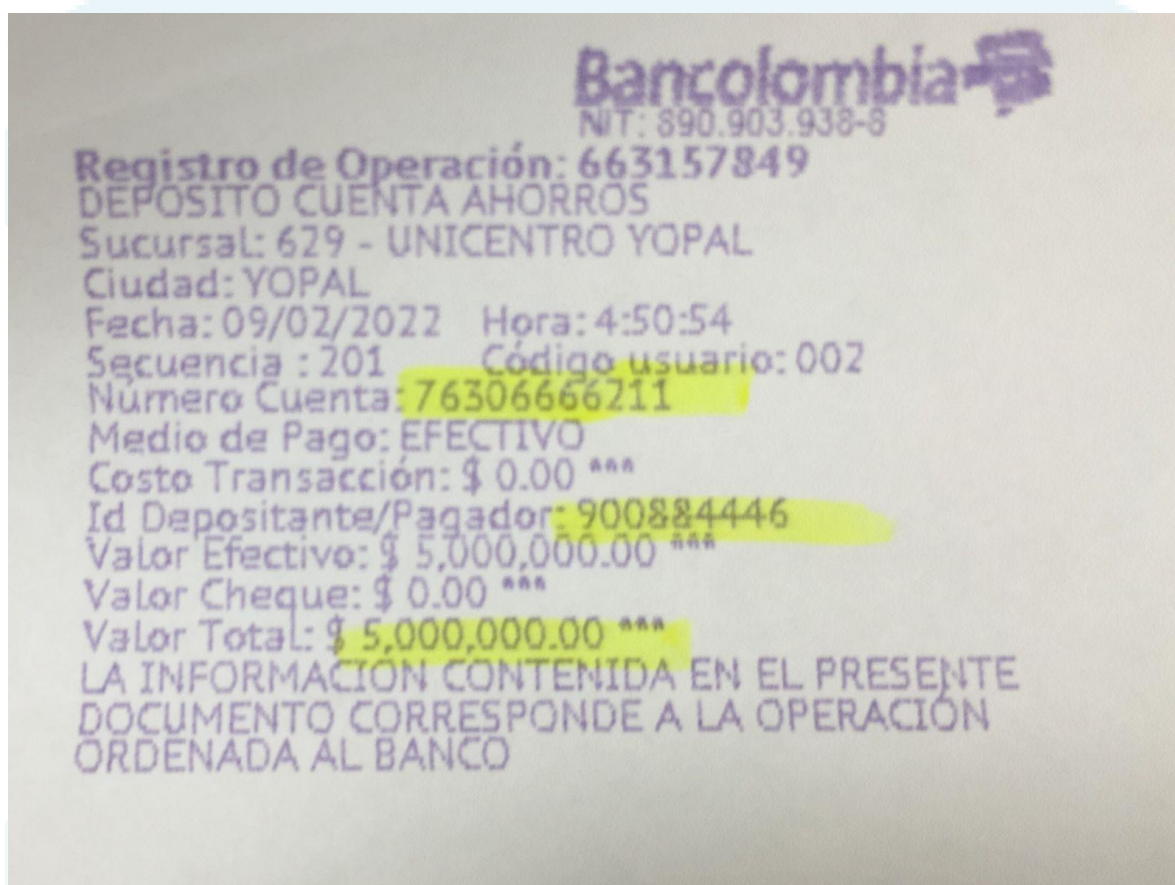 Bancolombia
NIT: 890.903.938-8
Registro de Operación: 663157849
DEPOSITO CUENTA AHORROS
Sucursal: 629 - UNICENTRO YOPAL
Ciudad: YOPAL
Fecha: 09/02/2022 Hora: 4:50:54
Secuencia : 201 Código usuario: 002
Número Cuenta: 76306666211
Medio de Pago: EFECTIVO
Costo Transacción: $ 0.00 ***
Id Depositante/Pagador: 900884446
Valor Efectivo: $ 5,000,000.00 ***
Valor Cheque: $ 0.00 ***
Valor Total: $ 5,000,000.00 ***
LA INFORMACIÓN CONTENIDA EN EL PRESENTE
DOCUMENTO CORRESPONDE A LA OPERACIÓN
ORDENADA AL BANCO